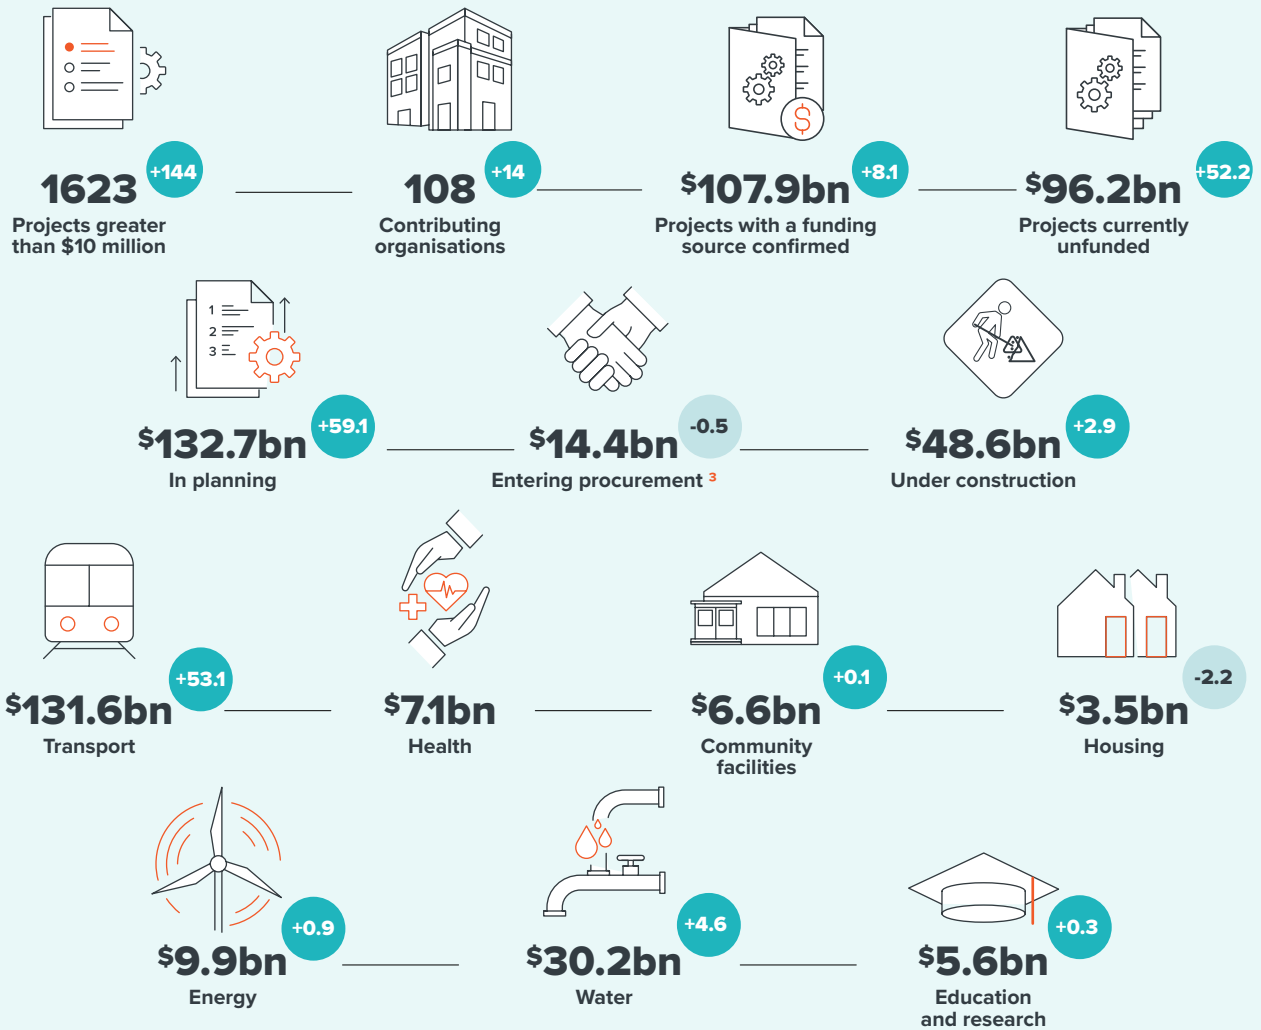 1623 +144
Projects greater
than $10 million
108 +14
Contributing
organisations
$107.9bn +8.1
Projects with a funding
source confirmed
$96.2bn +52.2
Projects currently
unfunded
1
2
3
$132.7bn +59.1
In planning
$14.4bn -0.5
Entering procurement 3
$48.6bn +2.9
Under construction
$131.6bn +53.1
Transport
$7.1bn
Health
$6.6bn +0.1
Community
facilities
$3.5bn -2.2
Housing
$9.9bn +0.9
Energy
$30.2bn +4.6
Water
$5.6bn +0.3
Education
and research